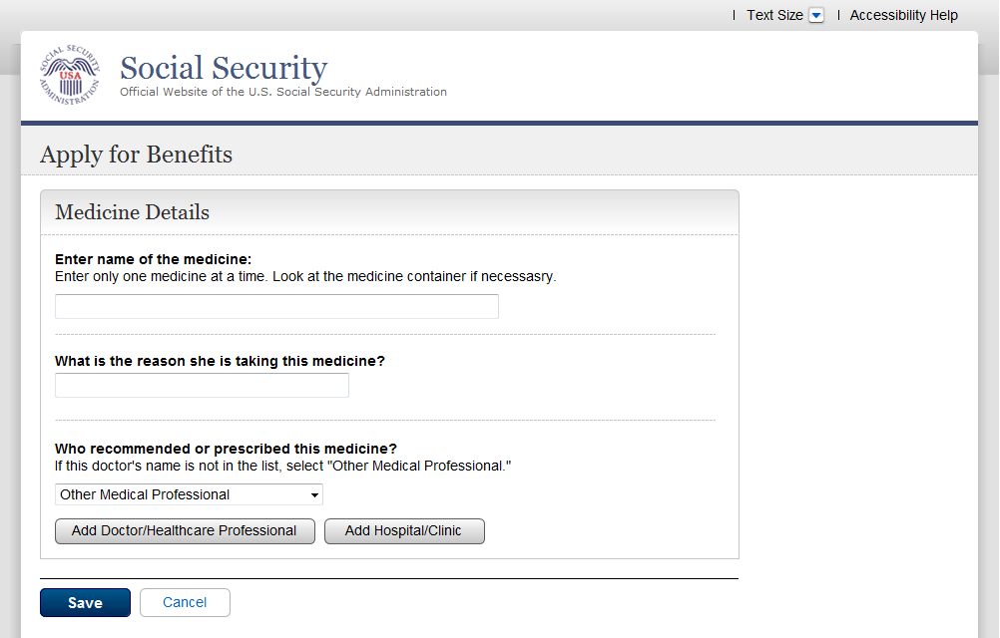 Text Size
Accessibility Help
SOCIAL SECURITY ADMINISTRATION
USA
Social Security
Official Website of the U.S. Social Security Administration
Apply for Benefits
Medicine Details
Enter name of the medicine:
Enter only one medicine at a time. Look at the medicine container if necessasry.
What is the reason she is taking this medicine?
Who recommended or prescribed this medicine?
If this doctor's name is not in the list, select "Other Medical Professional."
Other Medical Professional
Add Doctor/Healthcare Professional Add Hospital/Clinic
Save Cancel